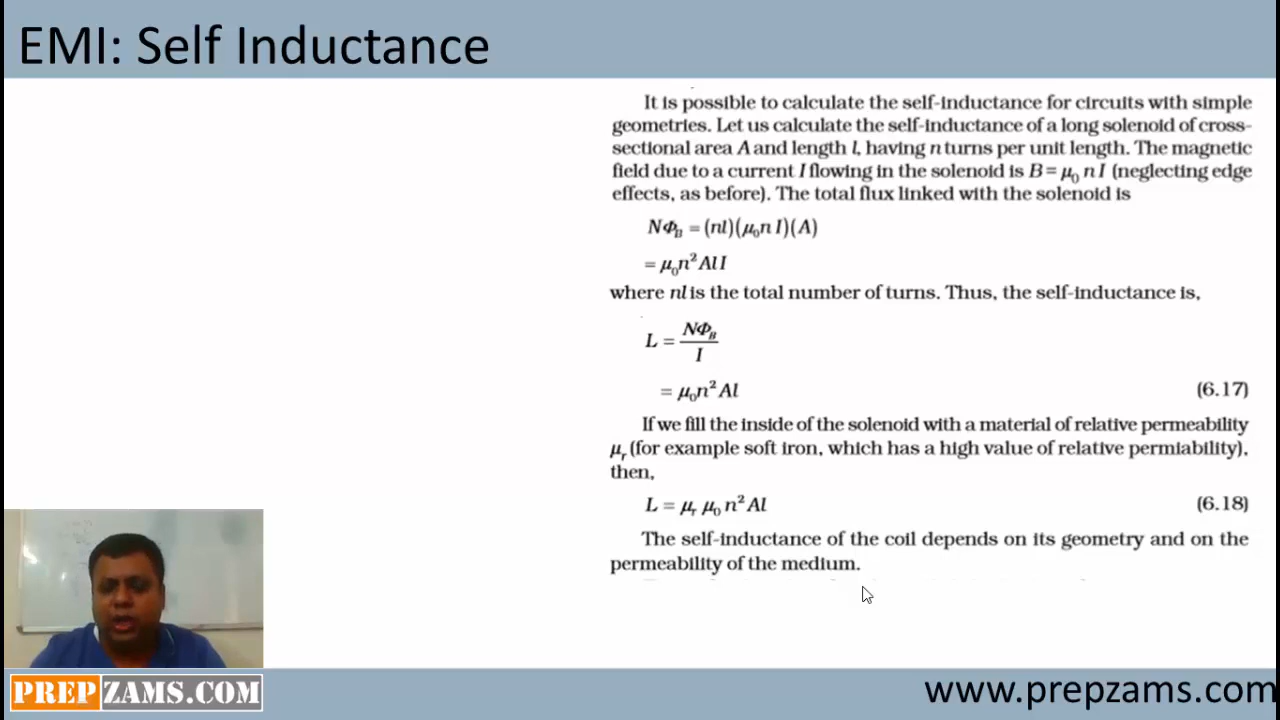 EMI: Self Inductance
It is possible to calculate the self-inductance for circuits with simple
geometries. Let us calculate the self-inductance of a long solenoid of cross-
sectional area A and length l, having n turns per unit length. The magnetic
field due to a current I flowing in the solenoid is B = μ₀ n I (neglecting edge
effects, as before). The total flux linked with the solenoid is
NΦ_B = (nl)(μ₀n I)(A)
= μ₀n²Al I
where nl is the total number of turns. Thus, the self-inductance is,
L = NΦ_B / I
= μ₀n²Al (6.17)
If we fill the inside of the solenoid with a material of relative permeability
μᵣ (for example soft iron, which has a high value of relative permiability),
then,
L = μᵣ μ₀ n²Al (6.18)
The self-inductance of the coil depends on its geometry and on the
permeability of the medium.
PREPZAMS.COM
www.prepzams.com